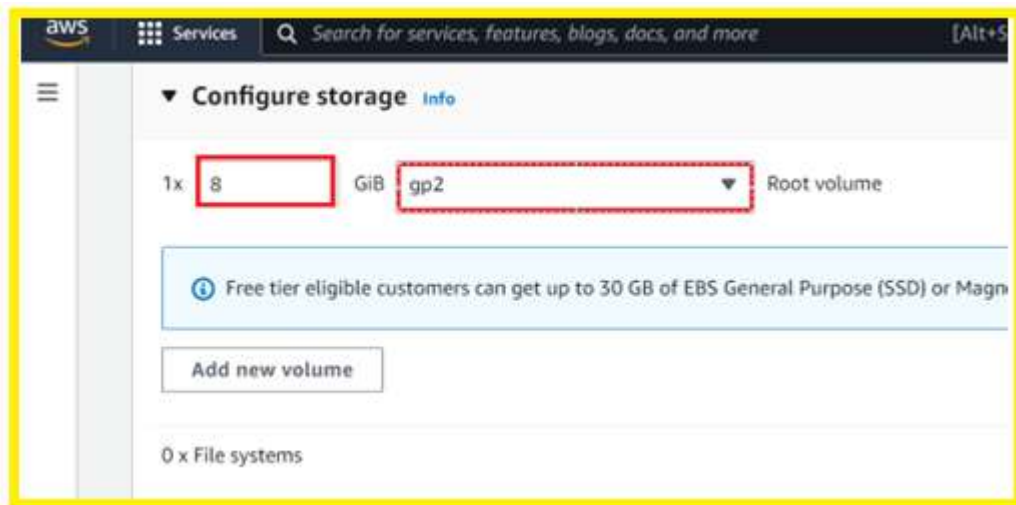 aws Services Search for services, features, blogs, docs, and more [Alt+S
Configure storage Info
1x 8 GiB gp2 Root volume
Free tier eligible customers can get up to 30 GB of EBS General Purpose (SSD) or Magn
Add new volume
0 x File systems